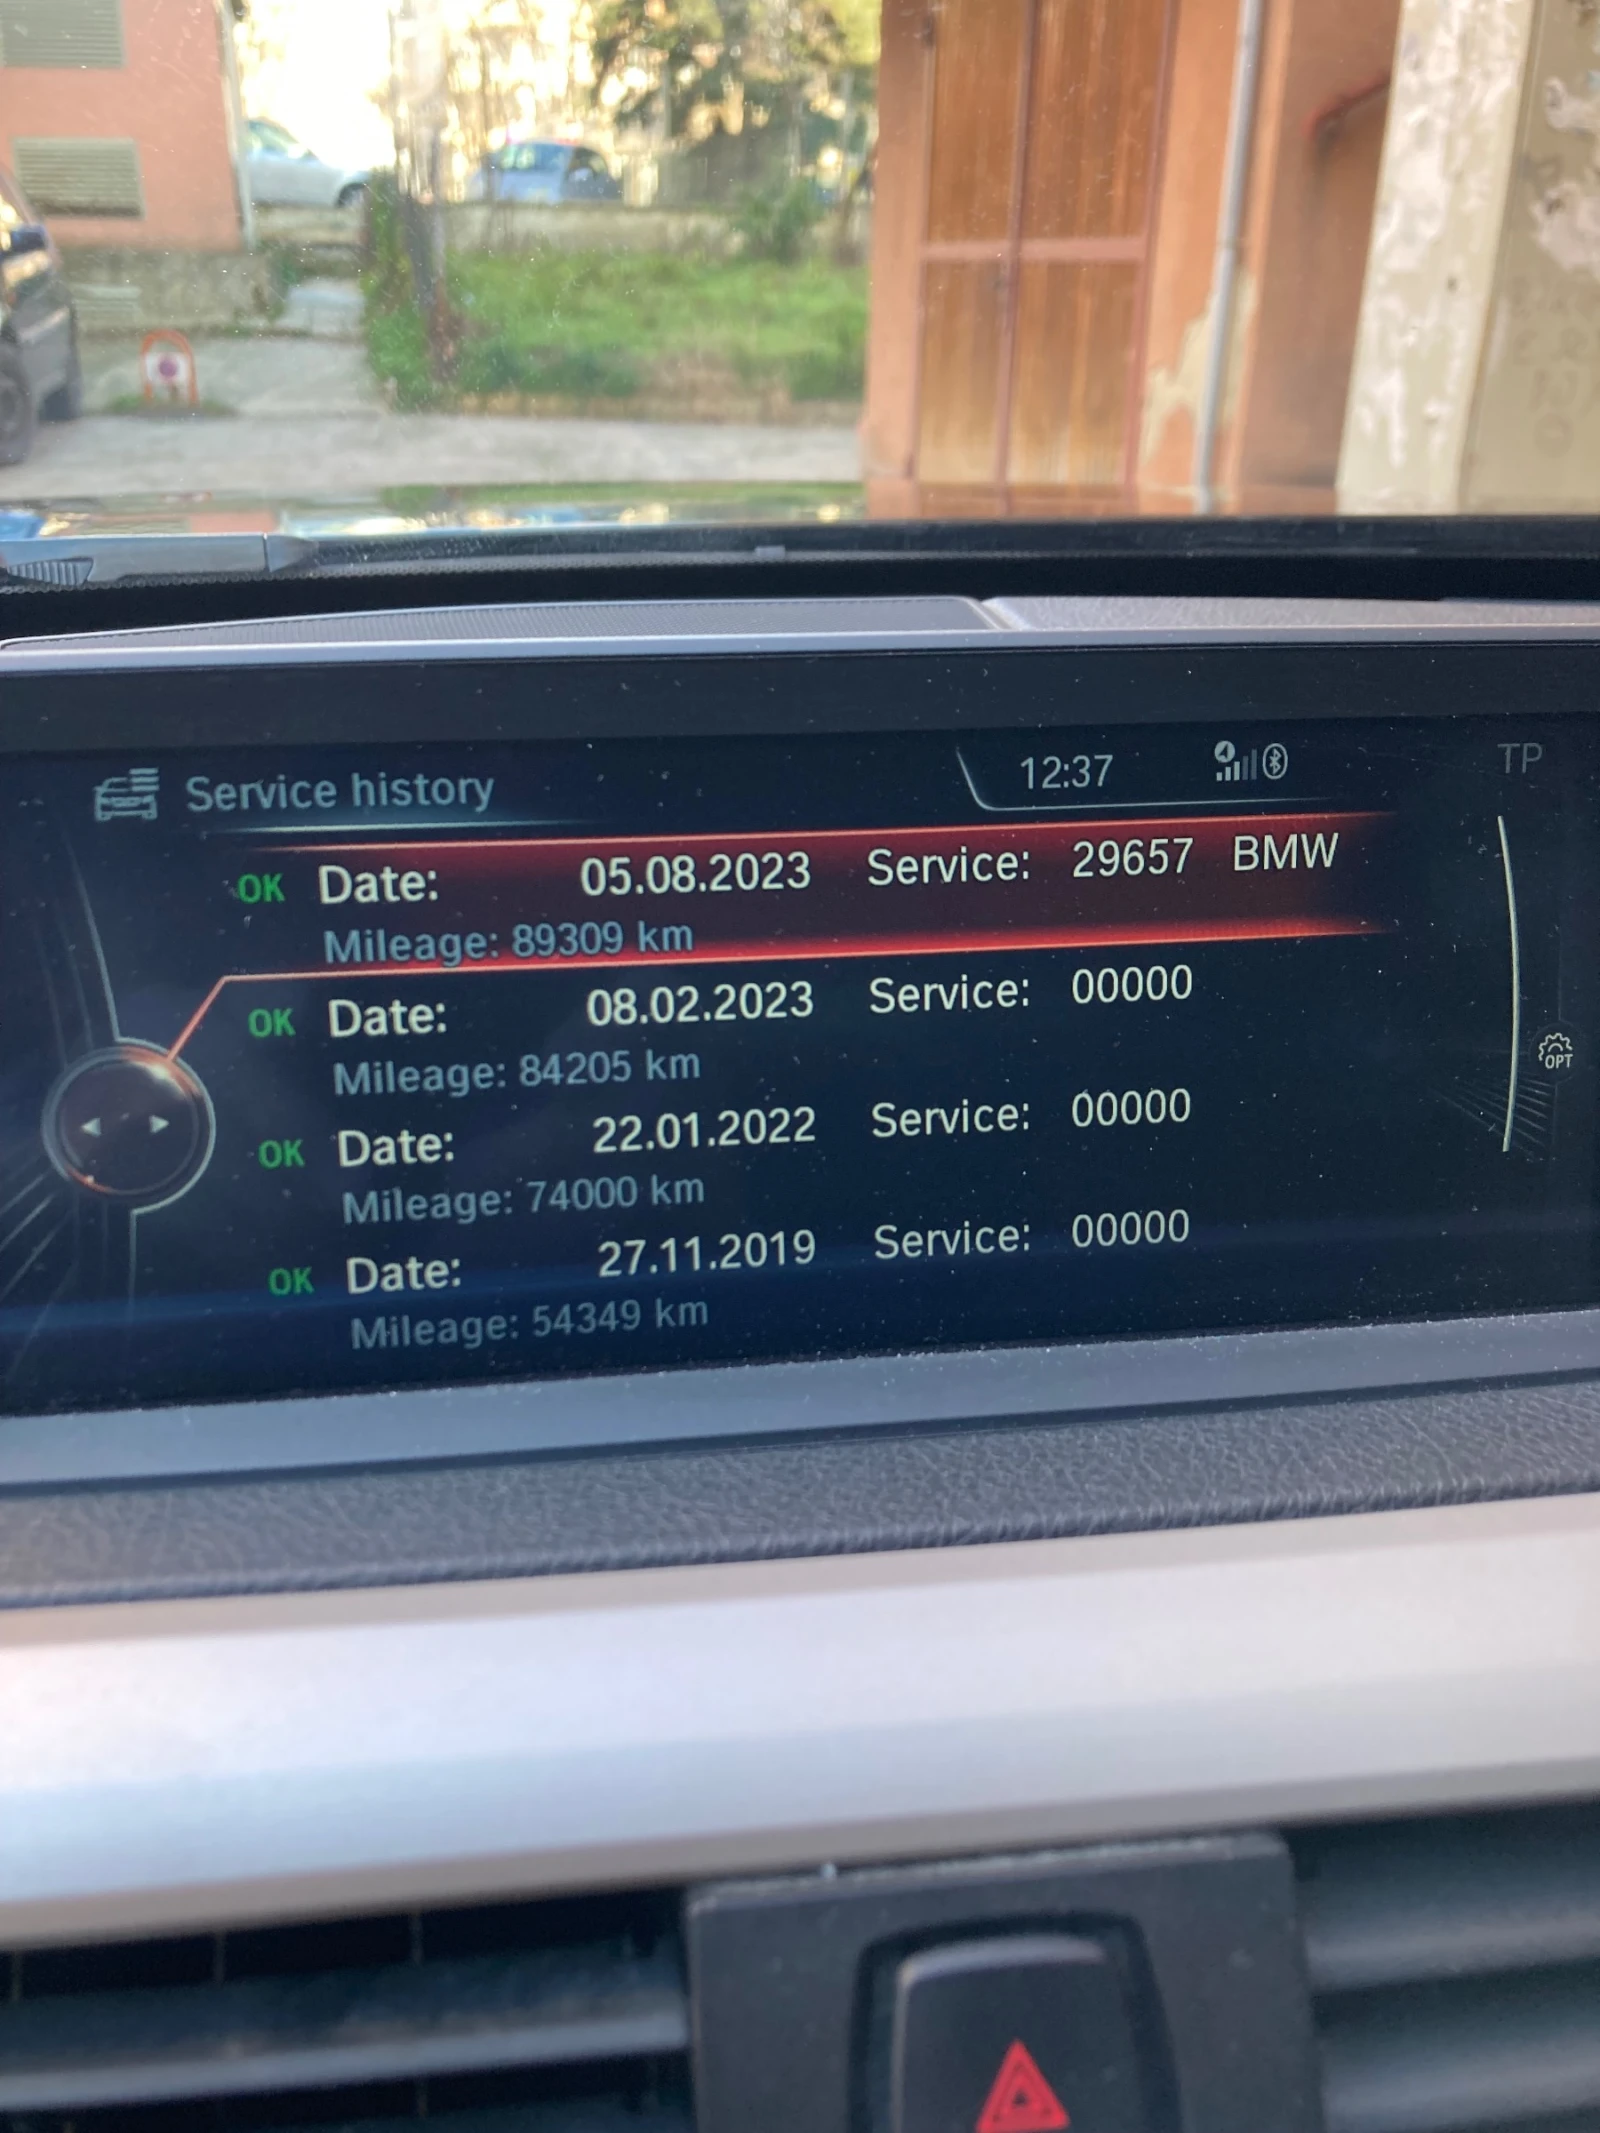 Service history 12:37 TP
OK Date: 05.08.2023 Service: 29657 BMW
Mileage: 89309 km
OK Date: 08.02.2023 Service: 00000
Mileage: 84205 km
OPT
OK Date: 22.01.2022 Service: 00000
Mileage: 74000 km
OK Date: 27.11.2019 Service: 00000
Mileage: 54349 km